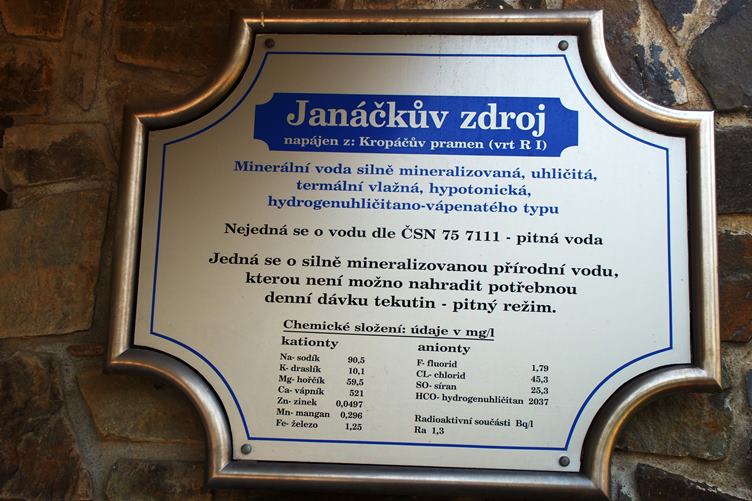 Janáčkův zdroj
napájen z: Kropáčův pramen (vrt R I)
Minerální voda silně mineralizovaná, uhličitá,
termální vlažná, hypotonická,
hydrogenuhličitano-vápenatého typu
Nejedná se o vodu dle ČSN 75 7111 - pitná voda
Jedná se o silně mineralizovanou přírodní vodu,
kterou není možno nahradit potřebnou
denní dávku tekutin - pitný režim.
Chemické složení: údaje v mg/l
kationty
Na- sodík 90,5
K- draslík 10,1
Mg- hořčík 59,5
Ca- vápník 521
Zn- zinek 0,0497
Mn- mangan 0,296
Fe- železo 1,25
anionty
F- fluorid 1,79
CL- chlorid 45,3
SO- síran 25,3
HCO- hydrogenuhličitan 2037
Radioaktivní součásti Bq/l
Ra 1,3